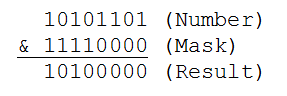 10101101 (Number)
& 11110000 (Mask)
10100000 (Result)